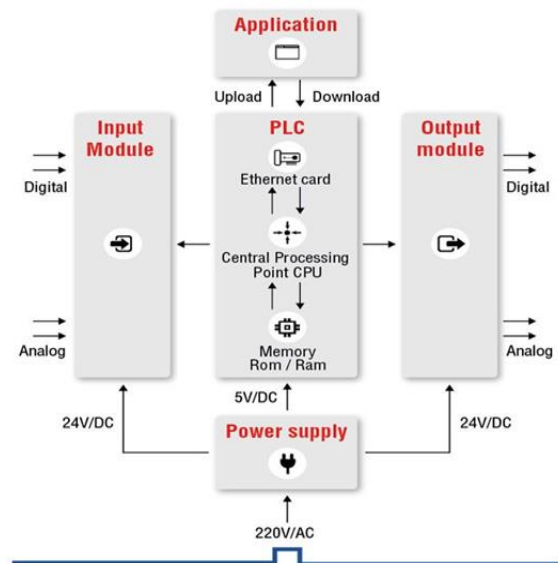 Application
Upload
Download
Input
Module
PLC
Output
module
Ethernet card
Digital
Digital
Central Processing
Point CPU
Analog
Memory
Rom / Ram
Analog
5V/DC
24V/DC
24V/DC
Power supply
220V/AC